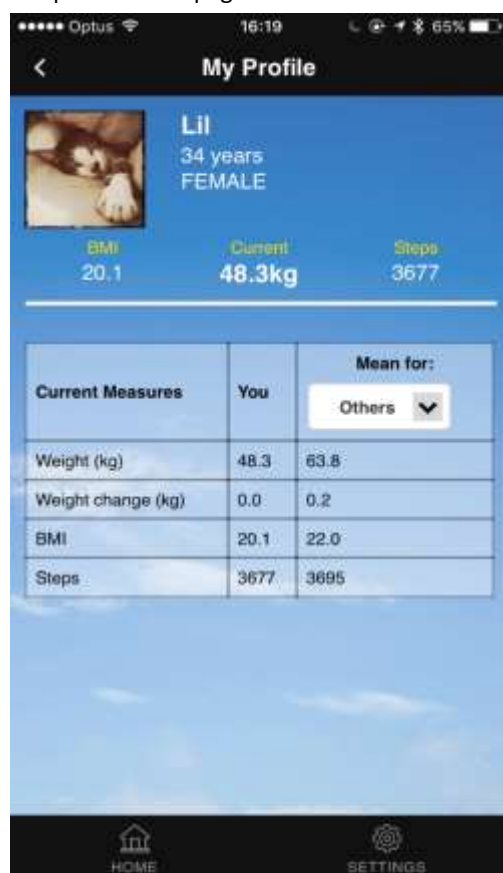 Optus 16:19 65%
My Profile
Lil
34 years
FEMALE
BMI Current Steps
20.1 48.3kg 3677
Mean for:
Current Measures You Others
Weight (kg) 48.3 63.8
Weight change (kg) 0.0 0.2
BMI 20.1 22.0
Steps 3677 3695
HOME SETTINGS